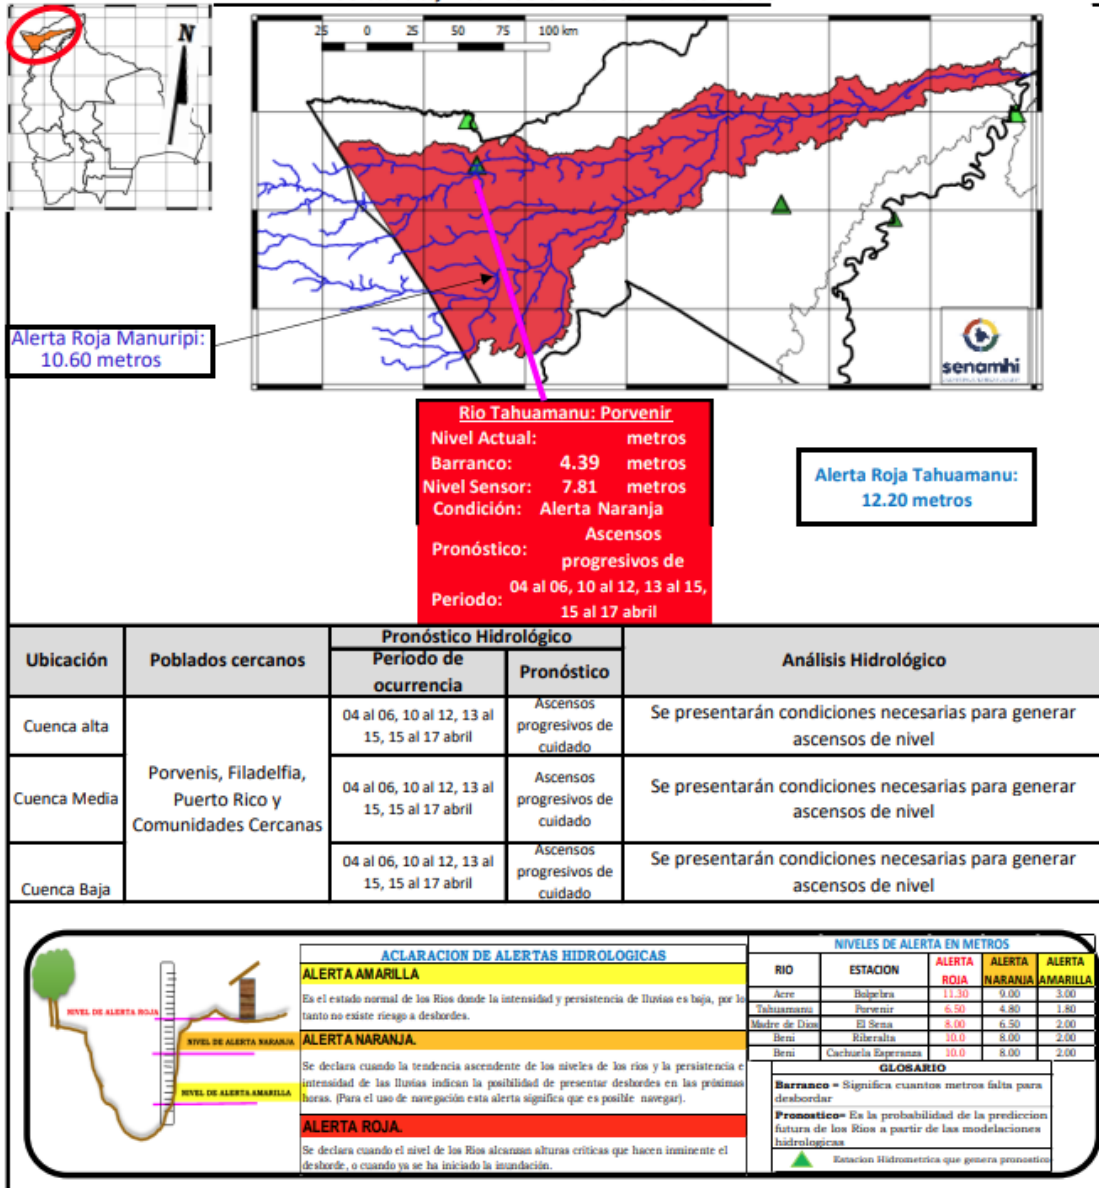 N
25 0 25 50 75 100 km
senamhi
Alerta Roja Manuripi:
10.60 metros
Rio Tahuamanu: Porvenir
Nivel Actual: metros
Barranco: 4.39 metros
Nivel Sensor: 7.81 metros
Condición: Alerta Naranja
Pronóstico: Ascensos
progresivos de
Periodo: 04 al 06, 10 al 12, 13 al 15,
15 al 17 abril
Alerta Roja Tahuamanu:
12.20 metros
Ubicación Poblados cercanos Pronóstico Hidrológico Análisis Hidrológico
Periodo de
ocurrencia Pronóstico
Cuenca alta
04 al 06, 10 al 12, 13 al
15, 15 al 17 abril
Ascensos
progresivos de
cuidado
Se presentarán condiciones necesarias para generar
ascensos de nivel
Porvenis, Filadelfia,
Puerto Rico y
Comunidades Cercanas
Cuenca Media
04 al 06, 10 al 12, 13 al
15, 15 al 17 abril
Ascensos
progresivos de
cuidado
Se presentarán condiciones necesarias para generar
ascensos de nivel
Cuenca Baja
04 al 06, 10 al 12, 13 al
15, 15 al 17 abril
Ascensos
progresivos de
cuidado
Se presentarán condiciones necesarias para generar
ascensos de nivel
NIVEL DE ALERTA ROJA
NIVEL DE ALERTA NARANJA
NIVEL DE ALERTA AMARILLA
ACLARACION DE ALERTAS HIDROLOGICAS
ALERTA AMARILLA
Es el estado normal de los Rios donde la intensidad y persistencia de lluvias es baja, por lo
tanto no existe riesgo a desbordes.
ALERTA NARANJA.
Se declara cuando la tendencia ascendente de los niveles de los rios y la persistencia e
intensidad de las lluvias indican la posibilidad de presentar desbordes en las próximas
horas. (Para el uso de navegación esta alerta significa que es posible navegar).
ALERTA ROJA.
Se declara cuando el nivel de los Rios alcanzan alturas críticas que hacen inminente el
desborde, o cuando ya se ha iniciado la inundación.
NIVELES DE ALERTA EN METROS
RIO ESTACION ALERTA ROJA ALERTA NARANJA ALERTA AMARILLA
Acre Bolpebra 11.30 9.00 3.00
Tahuamanu Porvenir 6.50 4.80 1.80
Madre de Dios El Sena 8.00 6.50 2.00
Beni Riberalta 10.0 8.00 2.00
Beni Cachuela Esperanza 10.0 8.00 2.00
GLOSARIO
Barranco = Significa cuantos metros falta para
desbordar
Pronostico= Es la probabilidad de la prediccion
futura de los Rios a partir de las modelaciones
hidrologicas
Estacion Hidrometrica que genera pronostico